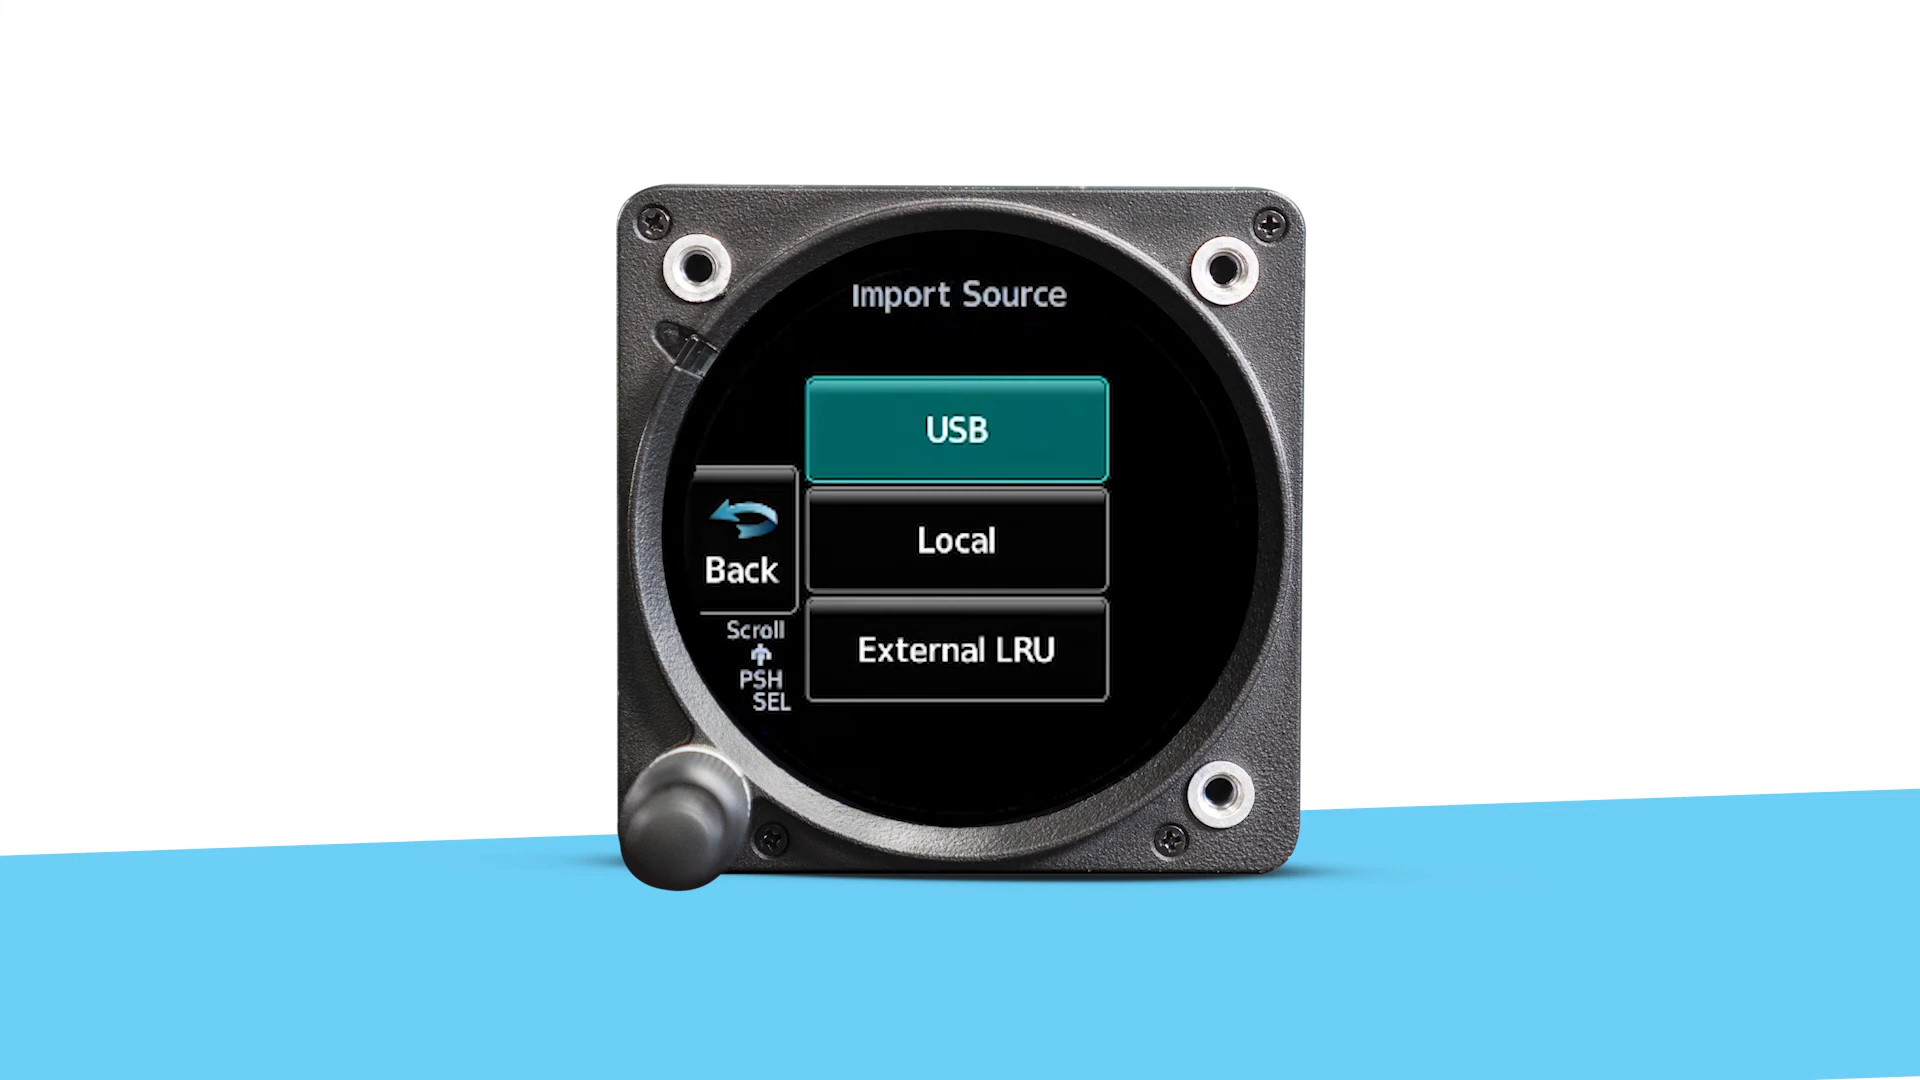 Import Source
USB
Local
Back
External LRU
Scroll
PSH
SEL